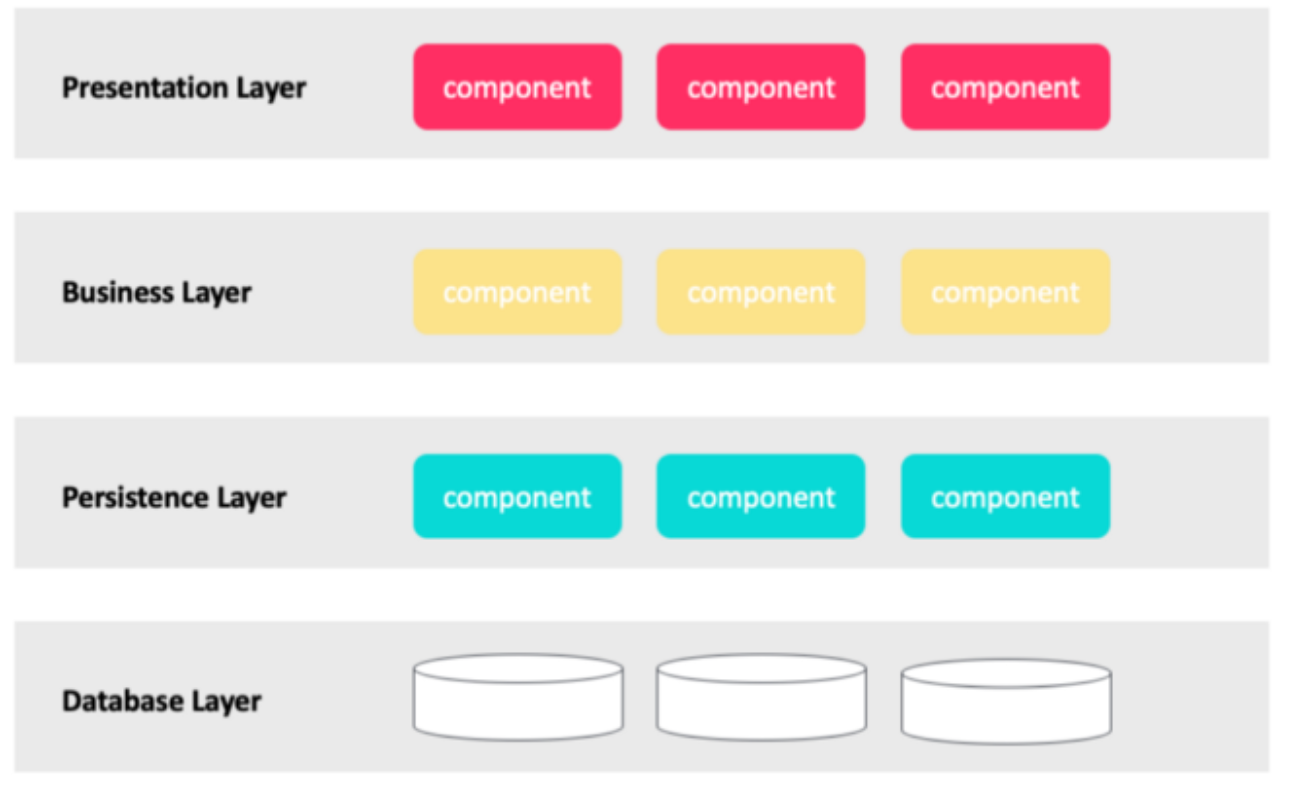 Presentation Layer component component component
Business Layer component component component
Persistence Layer component component component
Database Layer